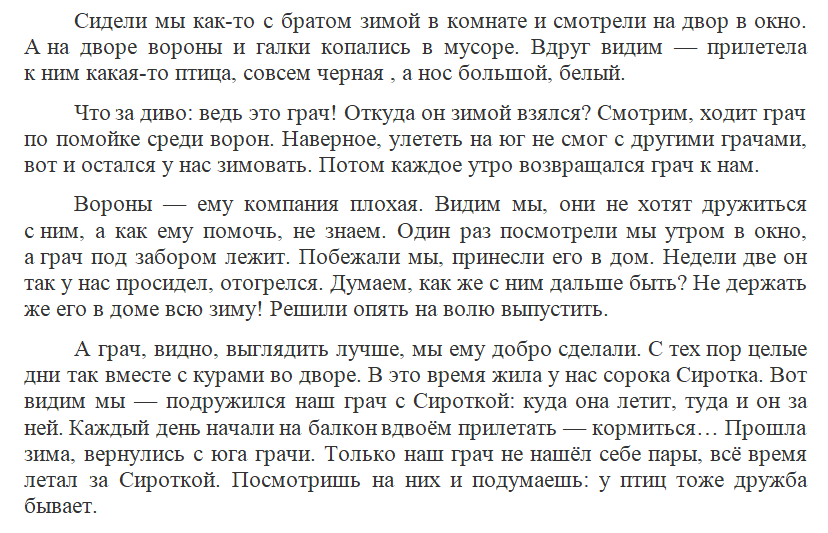 Сидели мы как-то с братом зимой в комнате и смотрели на двор в окно.
А на дворе вороны и галки копались в мусоре. Вдруг видим — прилетела
к ним какая-то птица, совсем черная , а нос большой, белый.
Что за диво: ведь это грач! Откуда он зимой взялся? Смотрим, ходит грач
по помойке среди ворон. Наверное, улететь на юг не смог с другими грачами,
вот и остался у нас зимовать. Потом каждое утро возвращался грач к нам.
Вороны — ему компания плохая. Видим мы, они не хотят дружиться
с ним, а как ему помочь, не знаем. Один раз посмотрели мы утром в окно,
а грач под забором лежит. Побежали мы, принесли его в дом. Недели две он
так у нас просидел, отогрелся. Думаем, как же с ним дальше быть? Не держать
же его в доме всю зиму! Решили опять на волю выпустить.
А грач, видно, выглядить лучше, мы ему добро сделали. С тех пор целые
дни так вместе с курами во дворе. В это время жила у нас сорока Сиротка. Вот
видим мы — подружился наш грач с Сироткой: куда она летит, туда и он за
ней. Каждый день начали на балкон вдвоём прилетать — кормиться… Прошла
зима, вернулись с юга грачи. Только наш грач не нашёл себе пары, всё время
летал за Сироткой. Посмотришь на них и подумаешь: у птиц тоже дружба
бывает.